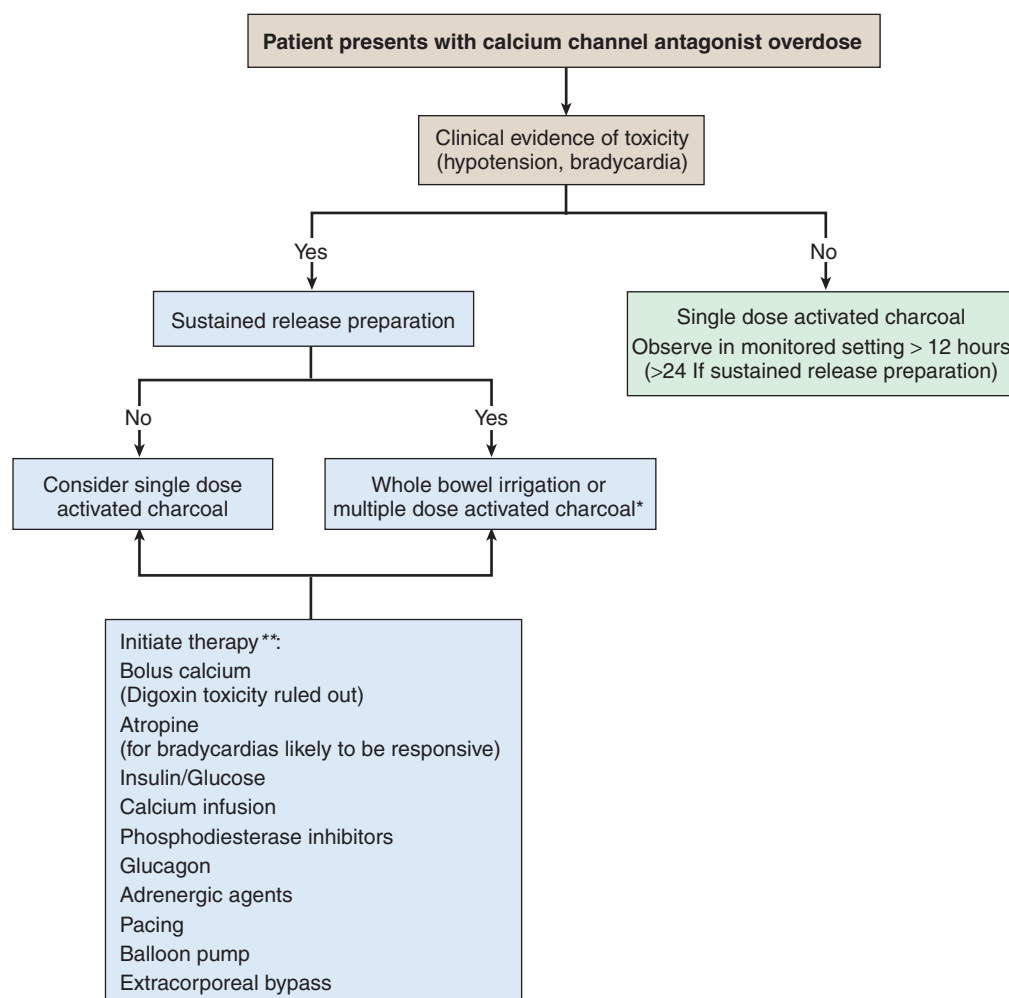 Patient presents with calcium channel antagonist overdose
Clinical evidence of toxicity
(hypotension, bradycardia)
Yes
No
Sustained release preparation
Single dose activated charcoal
Observe in monitored setting > 12 hours
(>24 If sustained release preparation)
No
Yes
Consider single dose
activated charcoal
Whole bowel irrigation or
multiple dose activated charcoal*
Initiate therapy**:
Bolus calcium
(Digoxin toxicity ruled out)
Atropine
(for bradycardias likely to be responsive)
Insulin/Glucose
Calcium infusion
Phosphodiesterase inhibitors
Glucagon
Adrenergic agents
Pacing
Balloon pump
Extracorporeal bypass